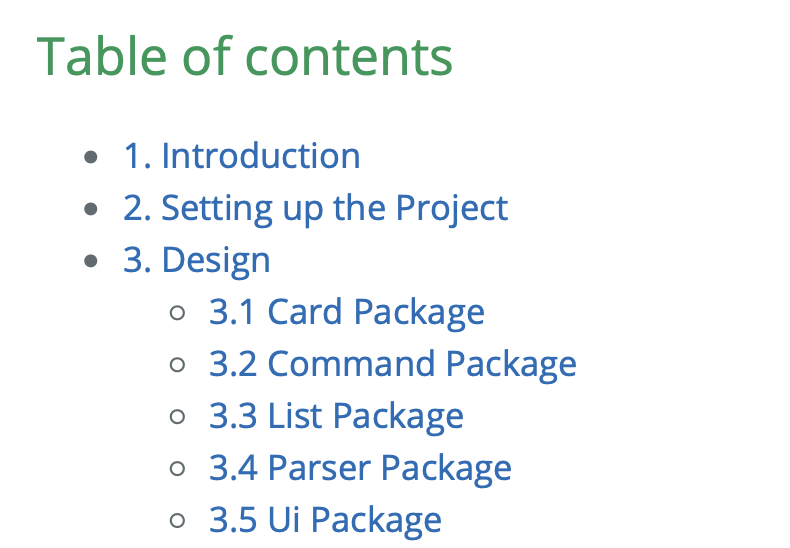 Table of contents
1. Introduction
2. Setting up the Project
3. Design
3.1 Card Package
3.2 Command Package
3.3 List Package
3.4 Parser Package
3.5 Ui Package